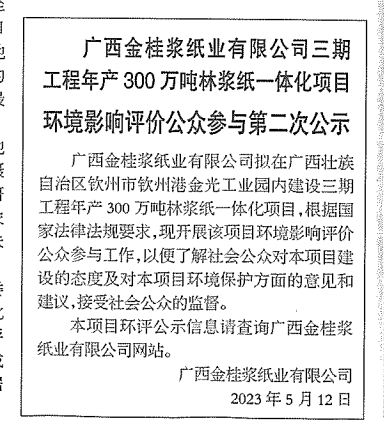 广西金桂浆纸业有限公司三期
工程年产 300 万吨林浆纸一体化项目
环境影响评价公众参与第二次公示
广西金桂浆纸业有限公司拟在广西壮族
自治区钦州市钦州港金光工业园内建设三期
工程年产 300 万吨林浆纸一体化项目,根据国
家法律法规要求,现开展该项目环境影响评价
公众参与工作,以便了解社会公众对本项目建
设的态度及对本项目环境保护方面的意见和
建议,接受社会公众的监督。
本项目环评公示信息请查询广西金桂浆
纸业有限公司网站。
广西金桂浆纸业有限公司
2023 年 5 月 12 日